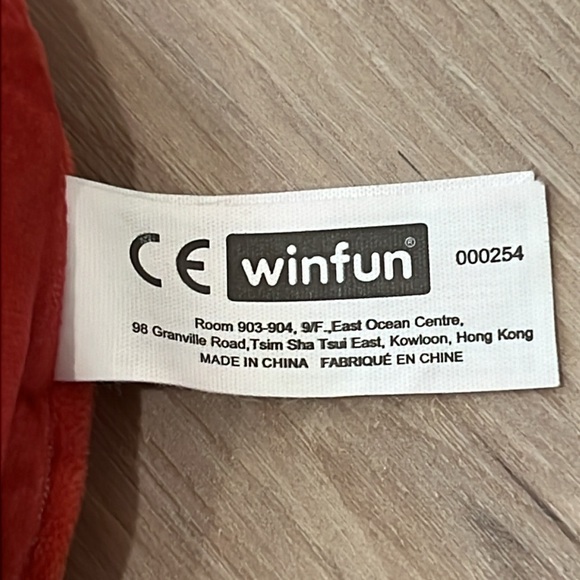 CE winfun® 000254
Room 903-904, 9/F.,East Ocean Centre,
98 Granville Road,Tsim Sha Tsui East, Kowloon, Hong Kong
MADE IN CHINA FABRIQUÉ EN CHINE